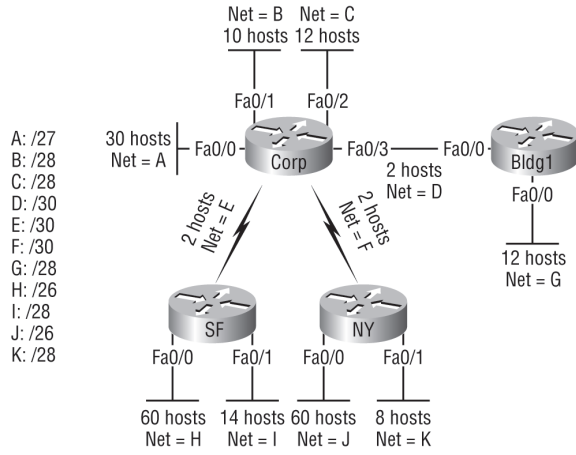 Net = B
10 hosts
Net = C
12 hosts
Fa0/1
Fa0/2
A: /27
B: /28
C: /28
D: /30
E: /30
F: /30
G: /28
H: /26
I: /28
J: /26
K: /28
30 hosts
Net = A
Fa0/0
Corp
Fa0/3
2 hosts
Net = D
Fa0/0
Bldg1
Fa0/0
12 hosts
Net = G
2 hosts
Net = E
2 hosts
Net = F
SF
NY
Fa0/0
Fa0/1
Fa0/0
Fa0/1
60 hosts
Net = H
14 hosts
Net = I
60 hosts
Net = J
8 hosts
Net = K